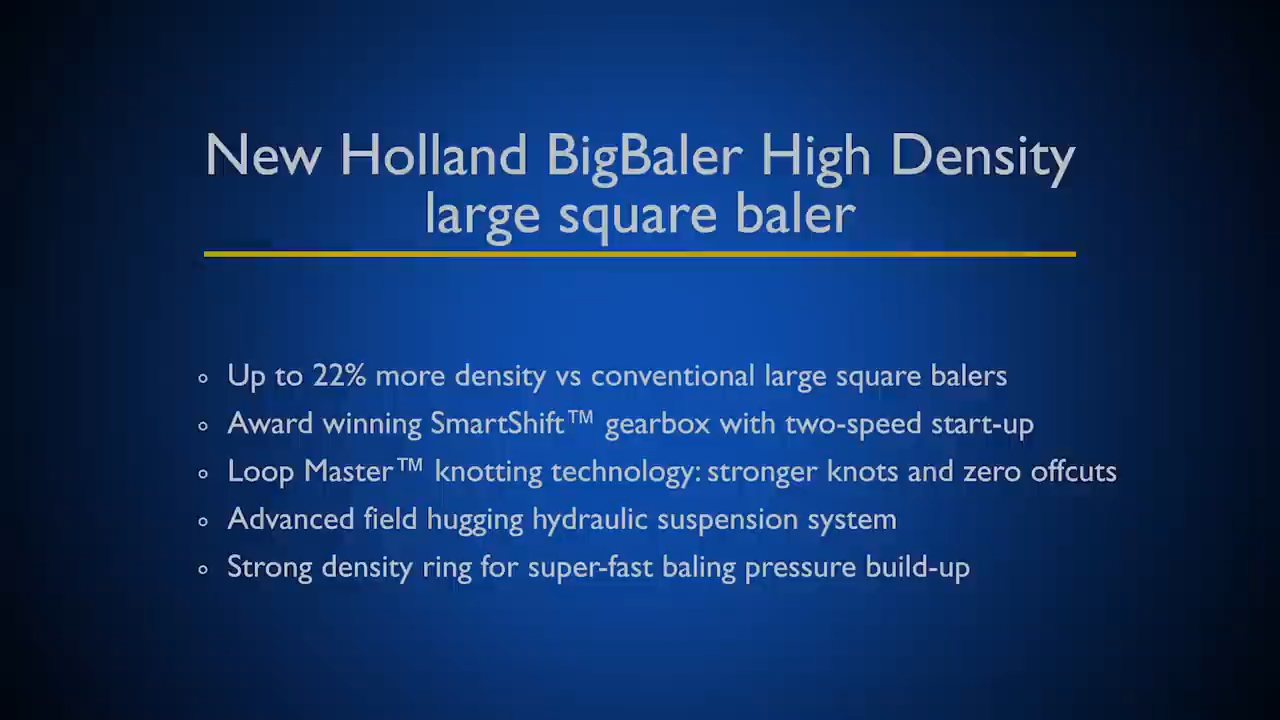 New Holland BigBaler High Density
large square baler
◦ Up to 22% more density vs conventional large square balers
◦ Award winning SmartShift™ gearbox with two-speed start-up
◦ Loop Master™ knotting technology: stronger knots and zero offcuts
◦ Advanced field hugging hydraulic suspension system
◦ Strong density ring for super-fast baling pressure build-up